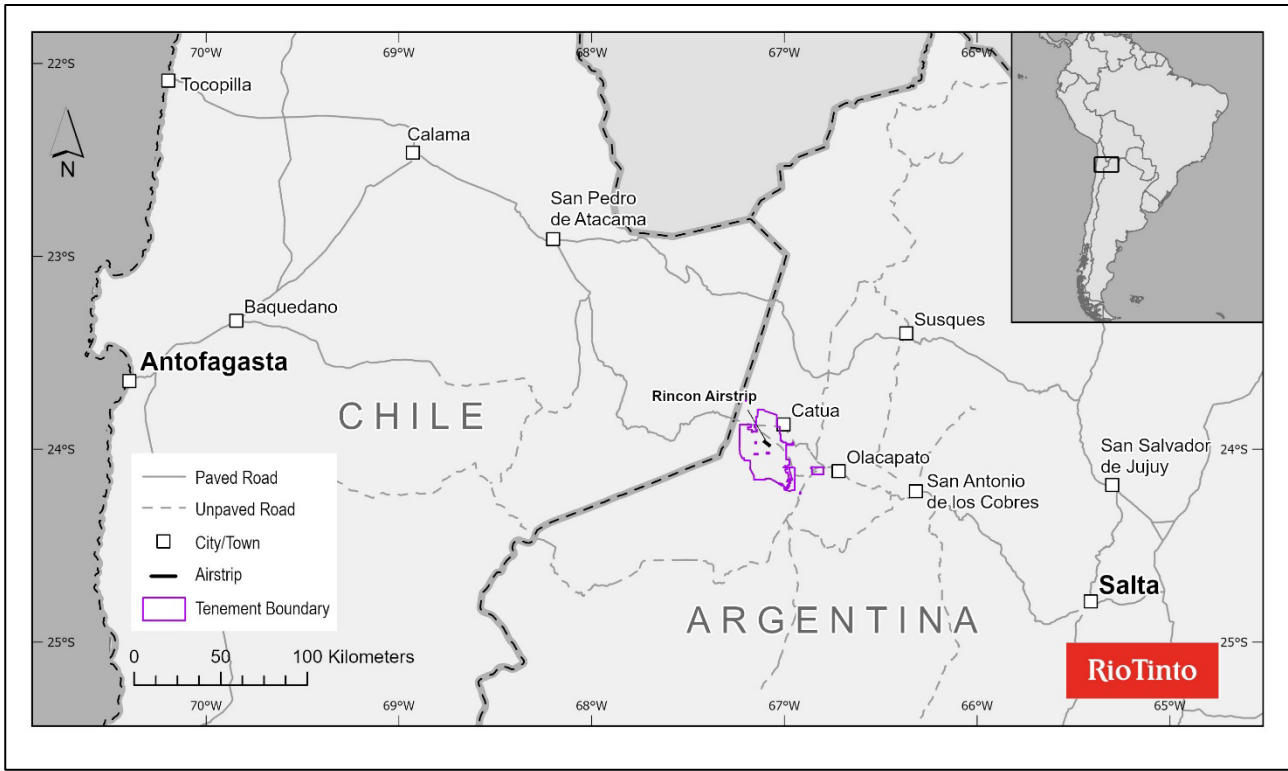 70°W
69°W
68°W
67°W
66°W
22°S
Tocopilla
Calama
N
San Pedro
de Atacama
23°S
Baquedano
Susques
Antofagasta
Rincon Airstrip
CHILE
Catua
24°S
24°S
Olacapato
San Salvador
de Jujuy
San Antonio
de los Cobres
Paved Road
Unpaved Road
City/Town
Airstrip
Tenement Boundary
Salta
ARGENTINA
25°S
25°S
0 50 100 Kilometers
RioTinto
70°W
69°W
68°W
67°W
66°W
65°W